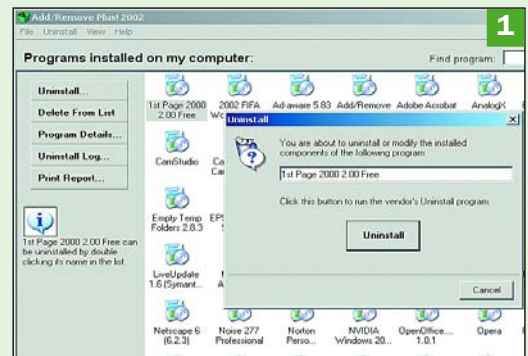 Add/Remove Plus! 2002
1
File Uninstall View Help
Programs installed on my computer:
Find program:
Uninstall...
Delete From List
Program Details...
Uninstall Log...
Print Report...
1st Page 2000 2.00 Free can be uninstalled by double clicking its name in the list.
1st Page 2000 2.00 Free
2002 FIFA
Ad-aware 5.83
Add/Remove
Adobe Acrobat
AnalogX
CamStudio
Empty Temp Folders 2.8.3
LiveUpdate 1.6 (Symant...
Netscape 6 (6.2.3)
Noise 277 Professional
Norton Perso...
NVIDIA Windows 20...
OpenOffice.... 1.0.1
Opera
Uninstall
You are about to uninstall or modify the installed
components of the following program:
1st Page 2000 2.00 Free
Click this button to run the vendor's Uninstall program
Uninstall
Cancel